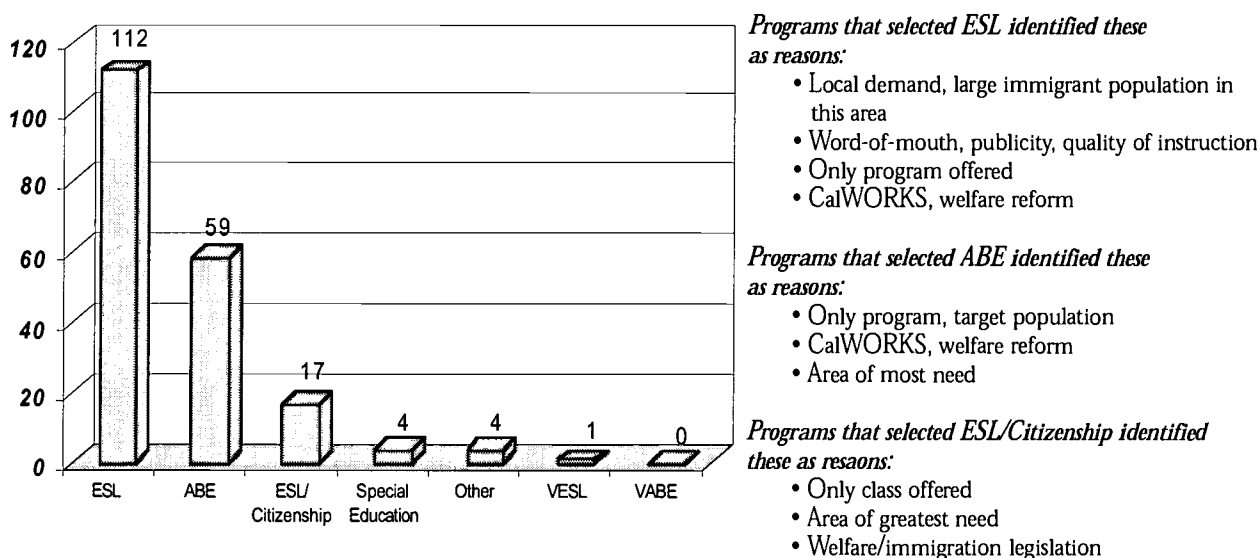 120
100
80
60
40
20
0
112
59
17
4
4
1
0
ESL
ABE
ESL/
Citizenship
Special
Education
Other
VESL
VABE
Programs that selected ESL identified these
as reasons:
• Local demand, large immigrant population in
this area
• Word-of-mouth, publicity, quality of instruction
• Only program offered
• CalWORKS, welfare reform
Programs that selected ABE identified these
as reasons:
• Only program, target population
• CalWORKS, welfare reform
• Area of most need
Programs that selected ESL/Citizenship identified
these as resaons:
• Only class offered
• Area of greatest need
• Welfare/immigration legislation